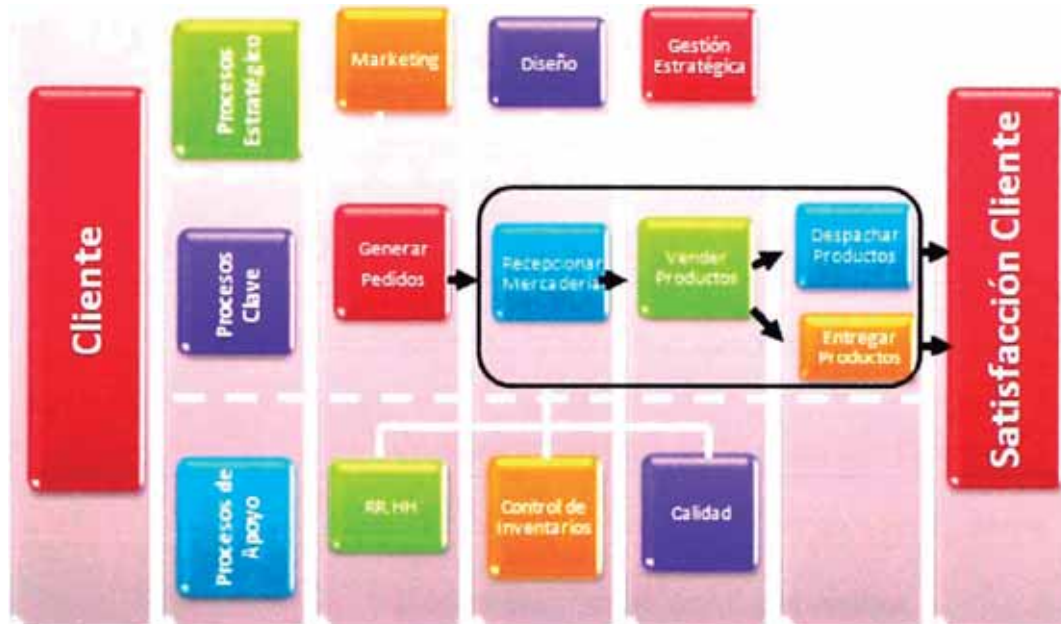 Cliente
Procesos
Estratégico
Marketing
Diseño
Gestión
Estratégica
Procesos
Clave
Generar
Pedidos
Recepcionar
Mercadería
Vender
Productos
Despachar
Productos
Entregar
Productos
Procesos de
Apoyo
RR, HH
Control de
Inventarios
Calidad
Satisfacción Cliente